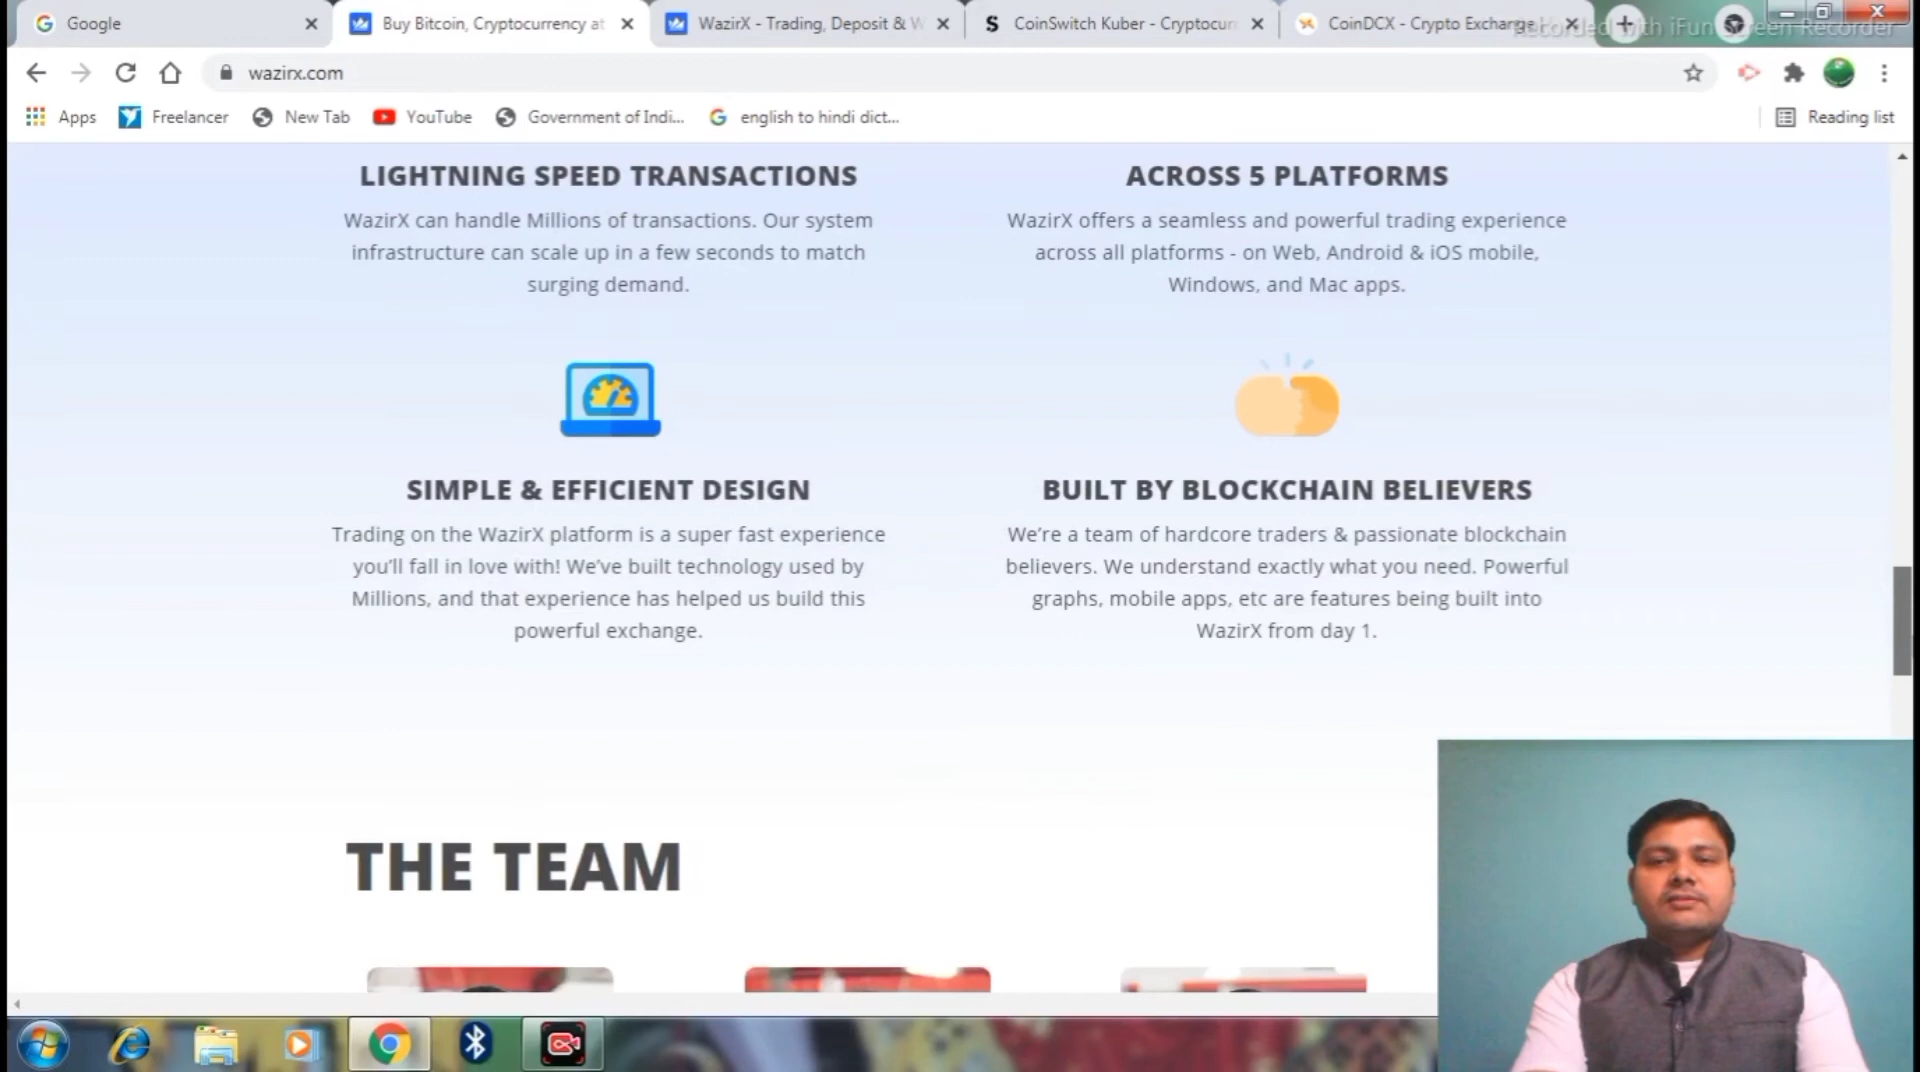 Google
Buy Bitcoin, Cryptocurrency at
WazirX - Trading, Deposit & W
CoinSwitch Kuber - Cryptocurr
CoinDCX - Crypto Exchange
Recorded with iFun Screen Recorder
wazirx.com
Apps
Freelancer
New Tab
YouTube
Government of Indi...
english to hindi dict...
Reading list
LIGHTNING SPEED TRANSACTIONS
WazirX can handle Millions of transactions. Our system
infrastructure can scale up in a few seconds to match
surging demand.
ACROSS 5 PLATFORMS
WazirX offers a seamless and powerful trading experience
across all platforms - on Web, Android & iOS mobile,
Windows, and Mac apps.
SIMPLE & EFFICIENT DESIGN
Trading on the WazirX platform is a super fast experience
you’ll fall in love with! We’ve built technology used by
Millions, and that experience has helped us build this
powerful exchange.
BUILT BY BLOCKCHAIN BELIEVERS
We’re a team of hardcore traders & passionate blockchain
believers. We understand exactly what you need. Powerful
graphs, mobile apps, etc are features being built into
WazirX from day 1.
THE TEAM